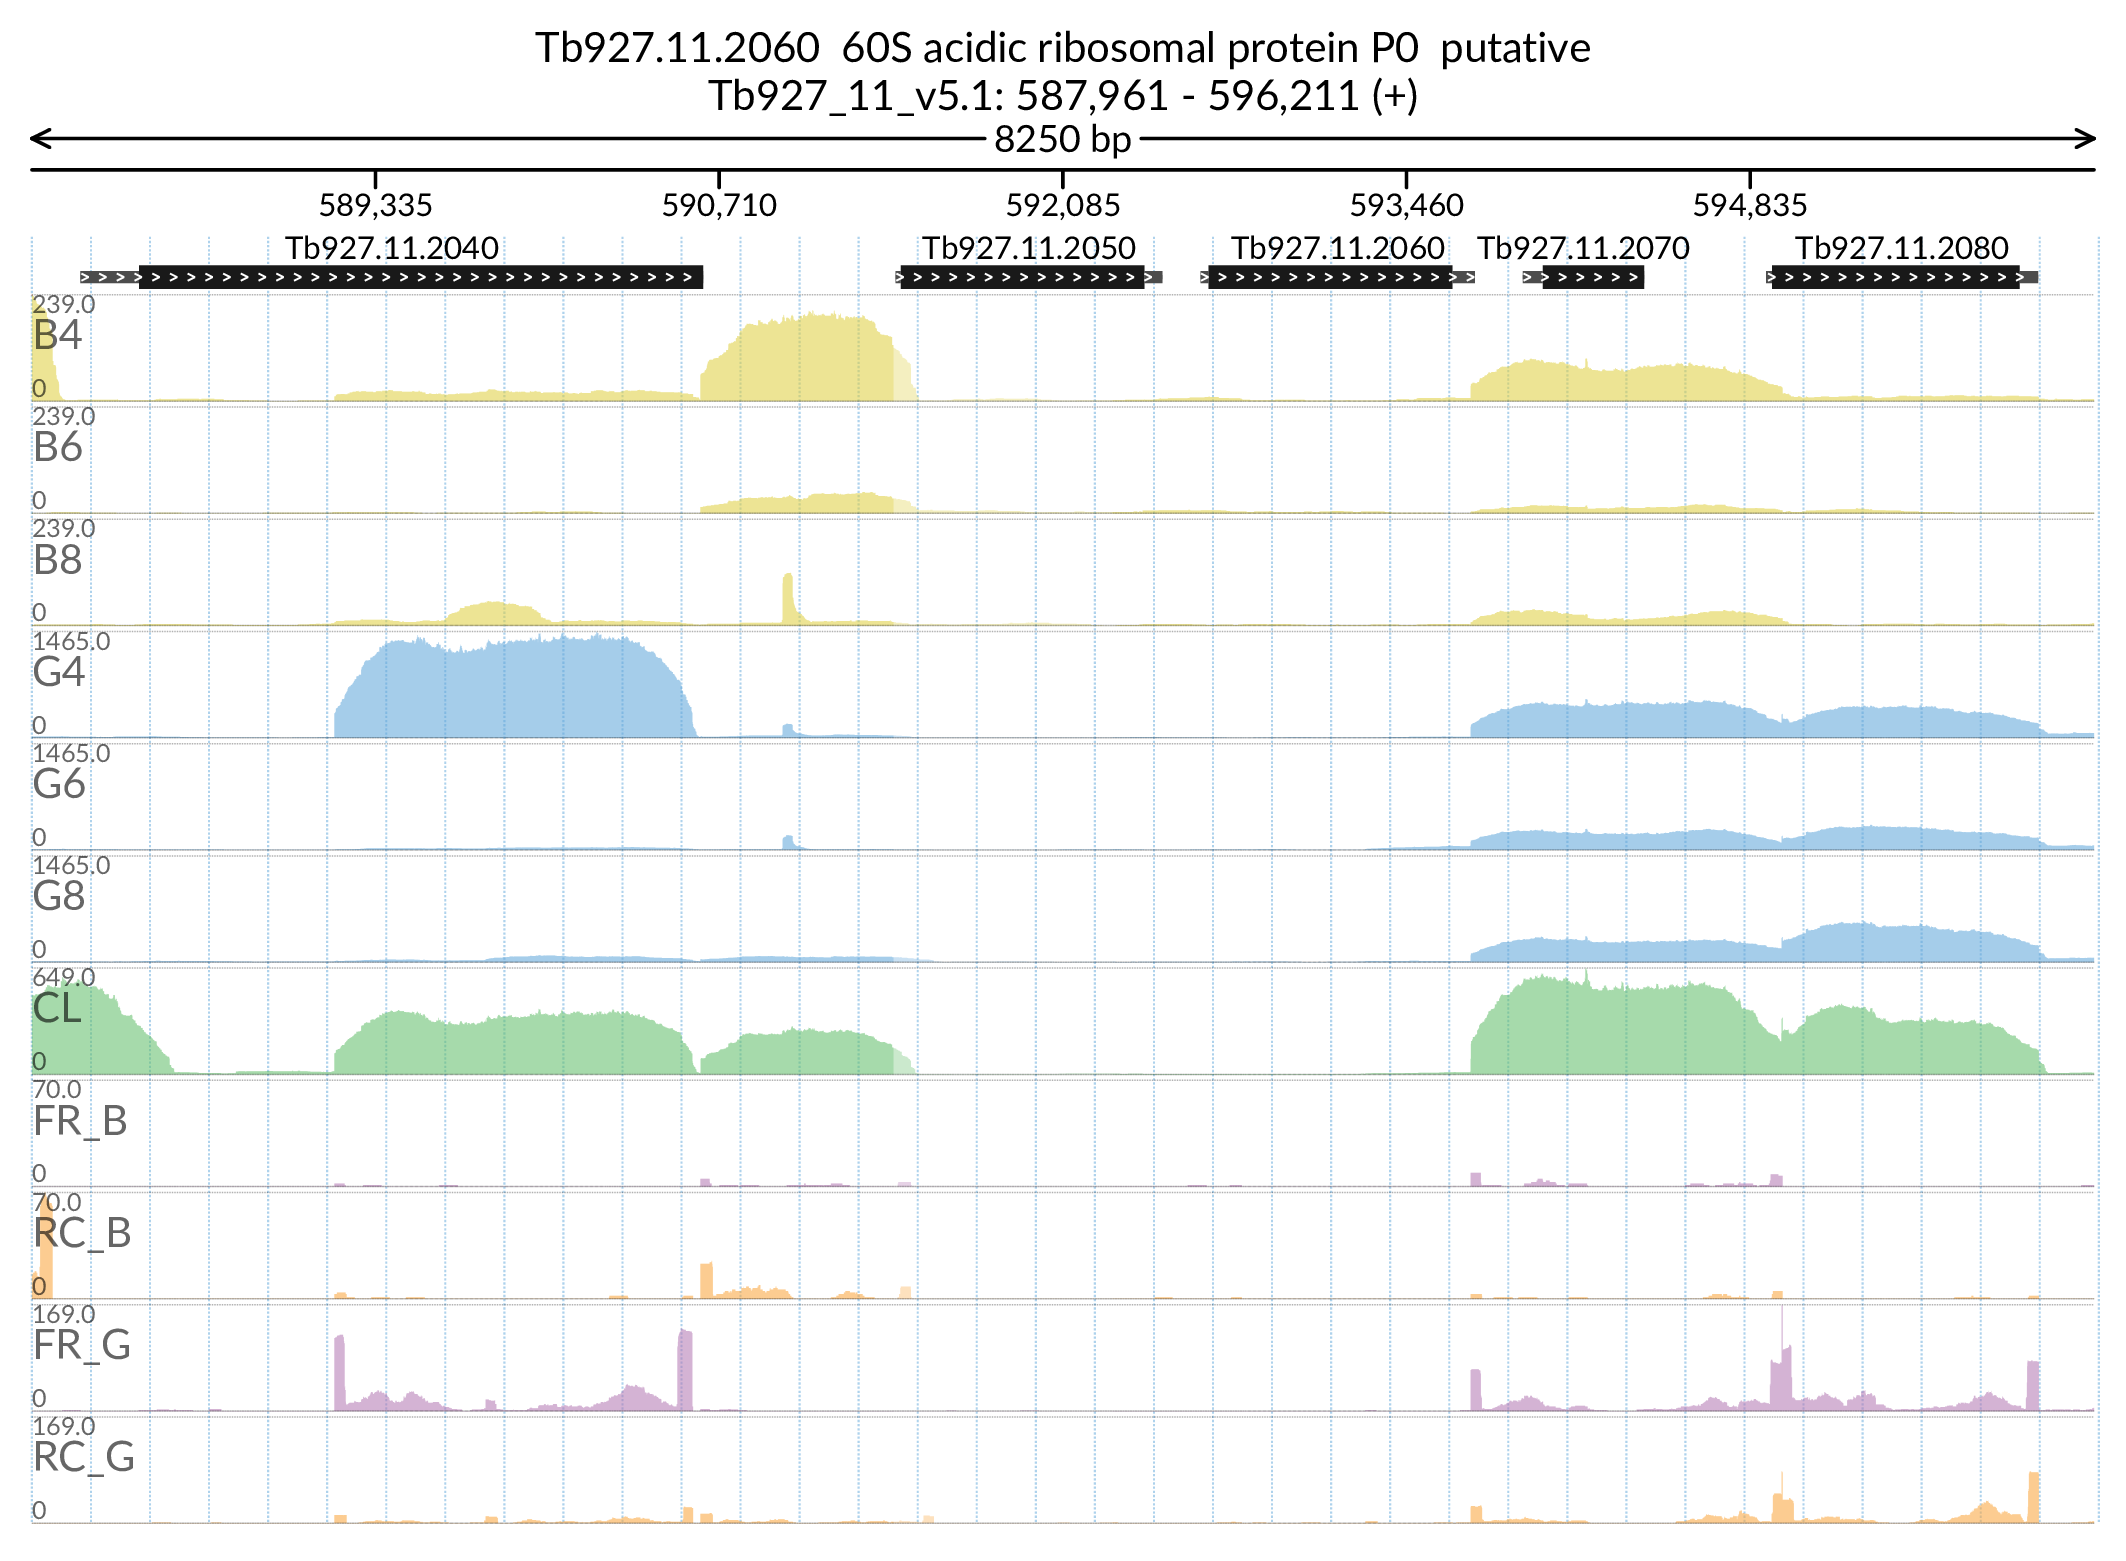 Tb927.11.2060  60S acidic ribosomal protein P0  putative
Tb927_11_v5.1: 587,961 - 596,211 (+)
8250 bp
589,335 590,710 592,085 593,460 594,835
Tb927.11.2040 Tb927.11.2050 Tb927.11.2060 Tb927.11.2070 Tb927.11.2080
239.0
B4
0
239.0
B6
0
239.0
B8
0
1465.0
G4
0
1465.0
G6
0
1465.0
G8
0
649.0
CL
0
70.0
FR_B
0
70.0
RC_B
0
169.0
FR_G
0
169.0
RC_G
0